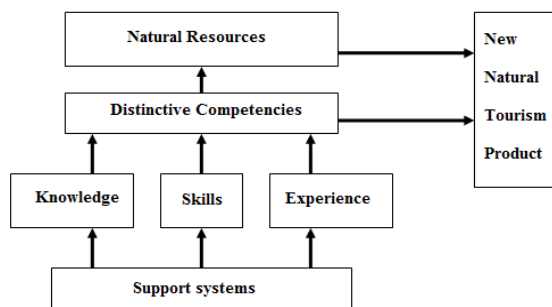 Natural Resources
New
Natural
Tourism
Product
Distinctive Competencies
Knowledge
Skills
Experience
Support systems